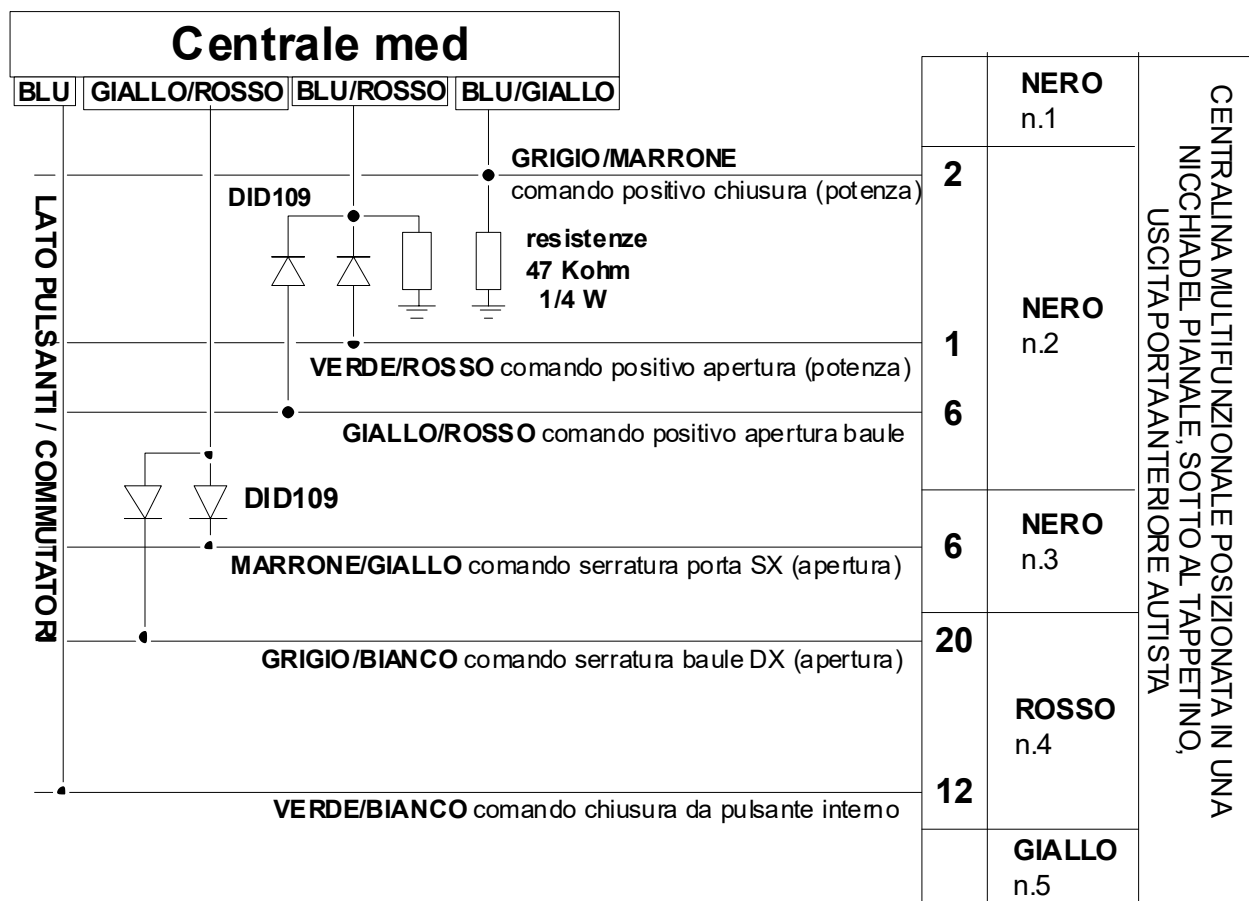 Centrale med
BLU GIALLO/ROSSO BLU/ROSSO BLU/GIALLO
NERO
n.1
GRIGIO/MARRONE
comando positivo chiusura (potenza)
2
DID109
resistenze
47 Kohm
1/4 W
NERO
n.2
1
VERDE/ROSSO comando positivo apertura (potenza)
6
GIALLO/ROSSO comando positivo apertura baule
DID109
NERO
n.3
6
MARRONE/GIALLO comando serratura porta SX (apertura)
20
GRIGIO/BIANCO comando serratura baule DX (apertura)
ROSSO
n.4
12
VERDE/BIANCO comando chiusura da pulsante interno
GIALLO
n.5
LATO PULSANTI / COMMUTATORI
CENTRALINA MULTIFUNZIONALE POSIZIONATA IN UNA
NICCHIADEL PIANALE, SOTTO AL TAPPETINO,
USCITA PORTA ANTERIORE AUTISTA